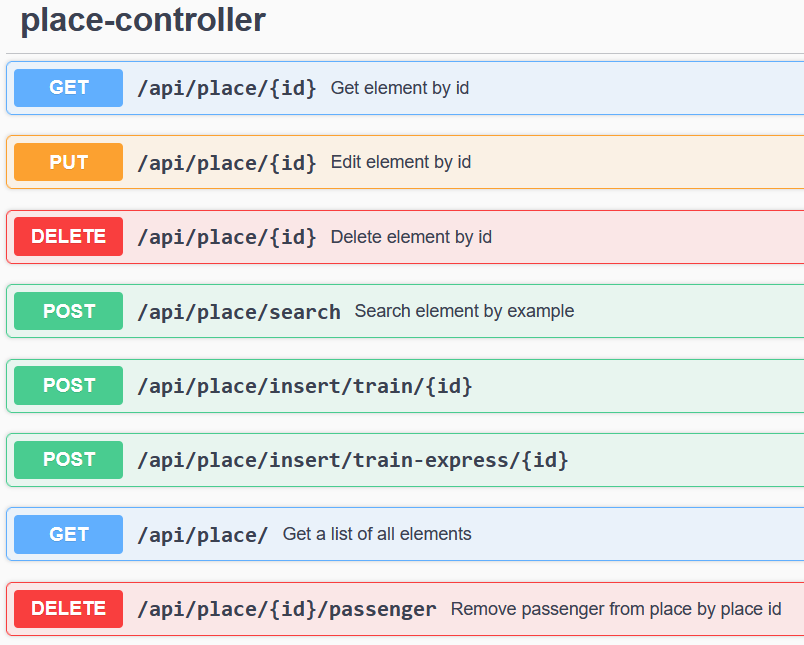 place-controller
GET /api/place/{id} Get element by id
PUT /api/place/{id} Edit element by id
DELETE /api/place/{id} Delete element by id
POST /api/place/search Search element by example
POST /api/place/insert/train/{id}
POST /api/place/insert/train-express/{id}
GET /api/place/ Get a list of all elements
DELETE /api/place/{id}/passenger Remove passenger from place by place id